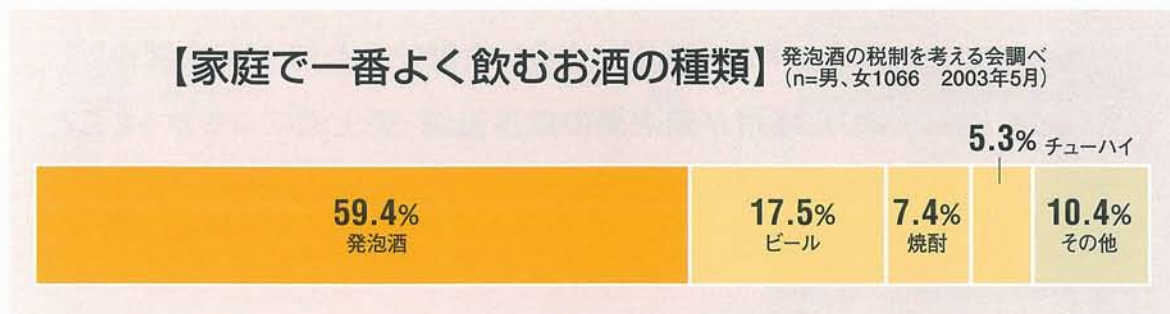 【家庭で一番よく飲むお酒の種類】
発泡酒の税制を考える会調べ
(n=男、女1066 2003年5月)
5.3% チューハイ
59.4%
発泡酒
17.5%
ビール
7.4%
焼酎
10.4%
その他